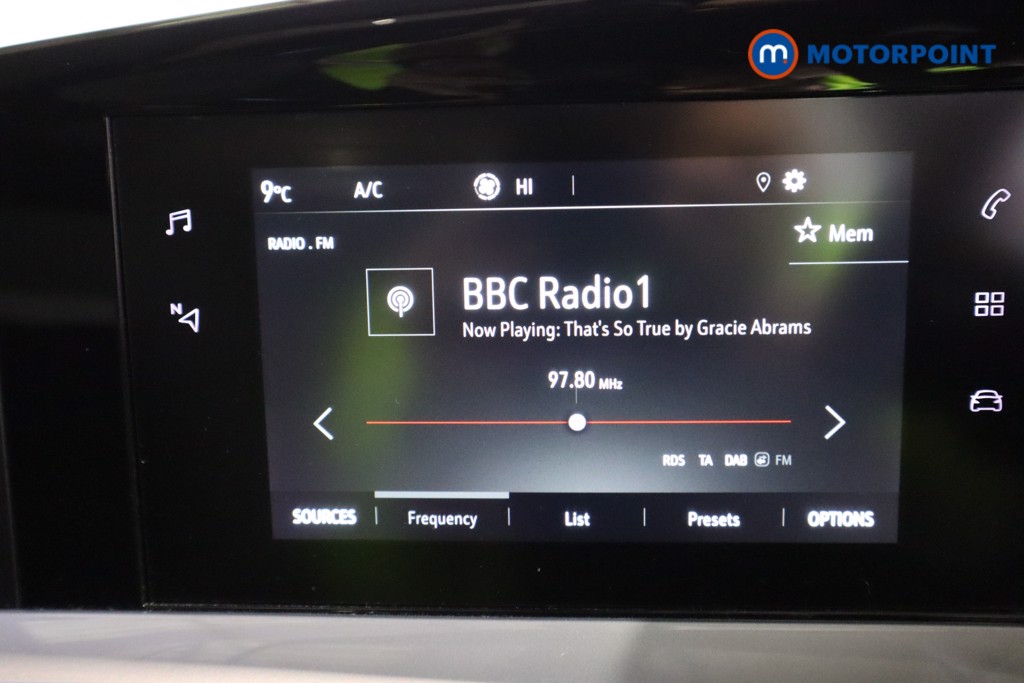 MOTORPOINT
9°C A/C HI
RADIO . FM
Mem
BBC Radio1
Now Playing: That's So True by Gracie Abrams
97.80 MHz
N
RDS TA DAB FM
SOURCES Frequency List Presets OPTIONS